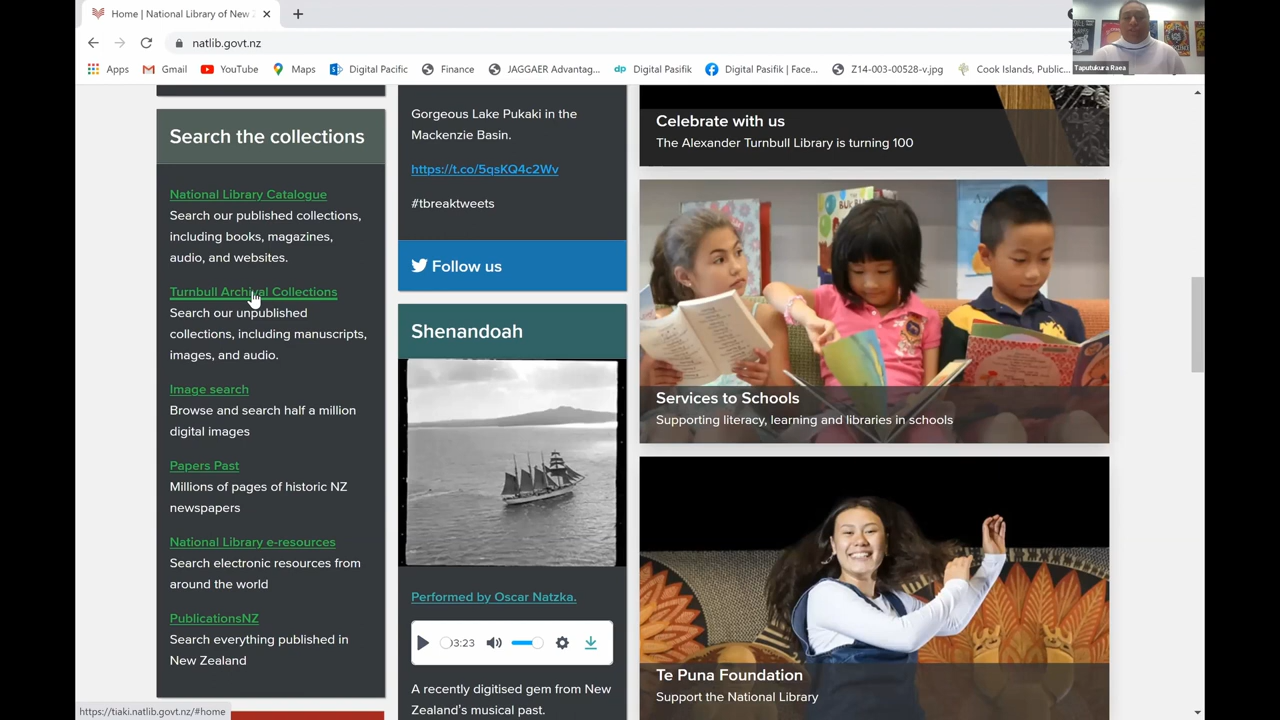 Home | National Library of New Z
natlib.govt.nz
Apps
Gmail
YouTube
Maps
Digital Pacific
Finance
JAGGAER Advantag...
dp Digital Pasifik
Digital Pasifik | Face...
Z14-003-00528-v.jpg
Cook Islands, Public...
Taputukura Raea
Search the collections
National Library Catalogue
Search our published collections,
including books, magazines,
audio, and websites.
Turnbull Archival Collections
Search our unpublished
collections, including manuscripts,
images, and audio.
Image search
Browse and search half a million
digital images
Papers Past
Millions of pages of historic NZ
newspapers
National Library e-resources
Search electronic resources from
around the world
PublicationsNZ
Search everything published in
New Zealand
https://tiaki.natlib.govt.nz/#home
Gorgeous Lake Pukaki in the
Mackenzie Basin.
https://t.co/5qsKQ4c2Wv
#tbreaktweets
Follow us
Shenandoah
Performed by Oscar Natzka.
03:23
A recently digitised gem from New
Zealand's musical past.
Celebrate with us
The Alexander Turnbull Library is turning 100
Services to Schools
Supporting literacy, learning and libraries in schools
Te Puna Foundation
Support the National Library